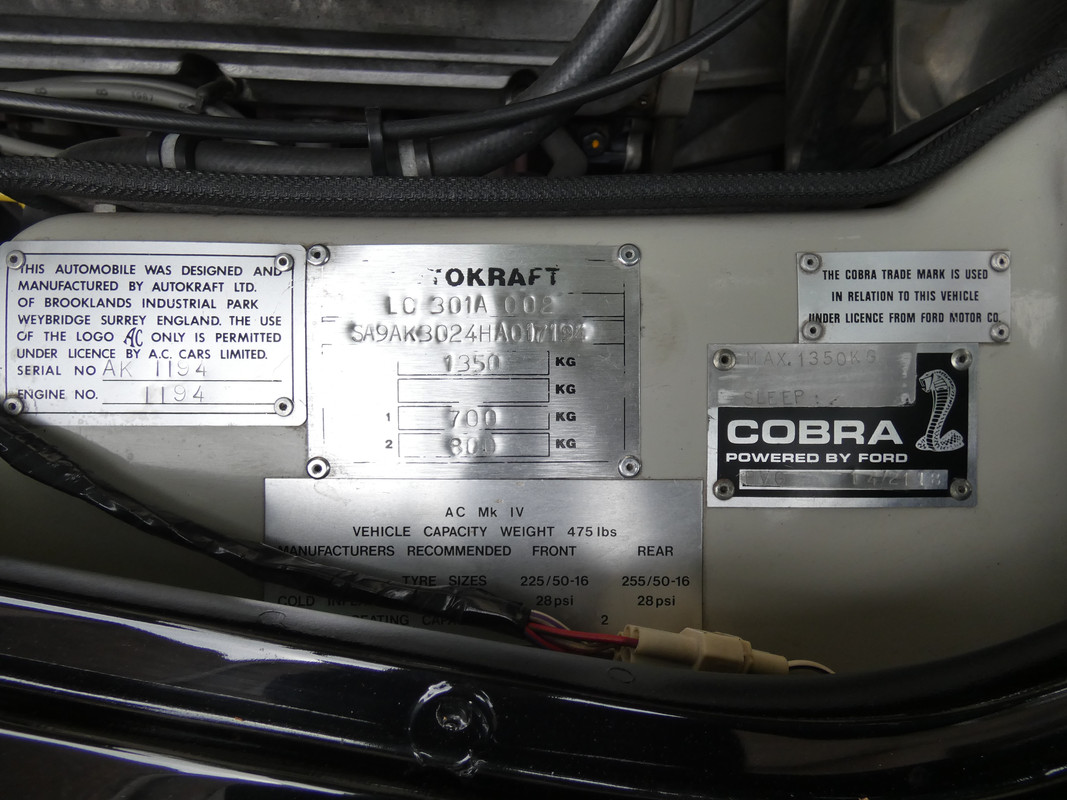 THIS AUTOMOBILE WAS DESIGNED AND
MANUFACTURED BY AUTOKRAFT LTD.
OF BROOKLANDS INDUSTRIAL PARK
WEYBRIDGE SURREY ENGLAND. THE USE
OF THE LOGO AC ONLY IS PERMITTED
UNDER LICENCE BY A.C. CARS LIMITED.
SERIAL NO AK 1194
ENGINE NO. 1194
TOKRAFT
LC 301A 002
1350 KG
KG
1 700 KG
2 800 KG
THE COBRA TRADE MARK IS USED
IN RELATION TO THIS VEHICLE
UNDER LICENCE FROM FORD MOTOR CO.
MAX. 1350KG
COBRA
POWERED BY FORD
AC Mk IV
VEHICLE CAPACITY WEIGHT 475 lbs
MANUFACTURERS RECOMMENDED FRONT REAR
TYRE SIZES 225/50-16 255/50-16
COLD 28psi 28psi
2